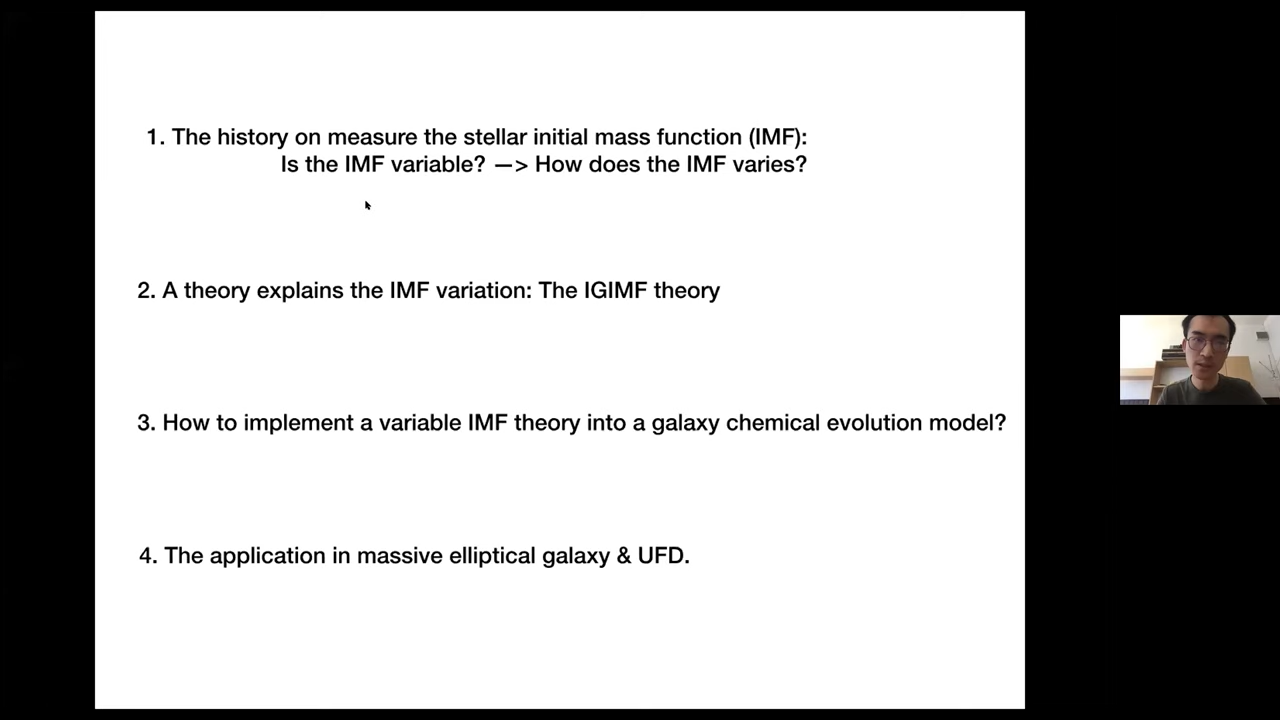 1. The history on measure the stellar initial mass function (IMF):
Is the IMF variable? —> How does the IMF varies?
2. A theory explains the IMF variation: The IGIMF theory
3. How to implement a variable IMF theory into a galaxy chemical evolution model?
4. The application in massive elliptical galaxy & UFD.